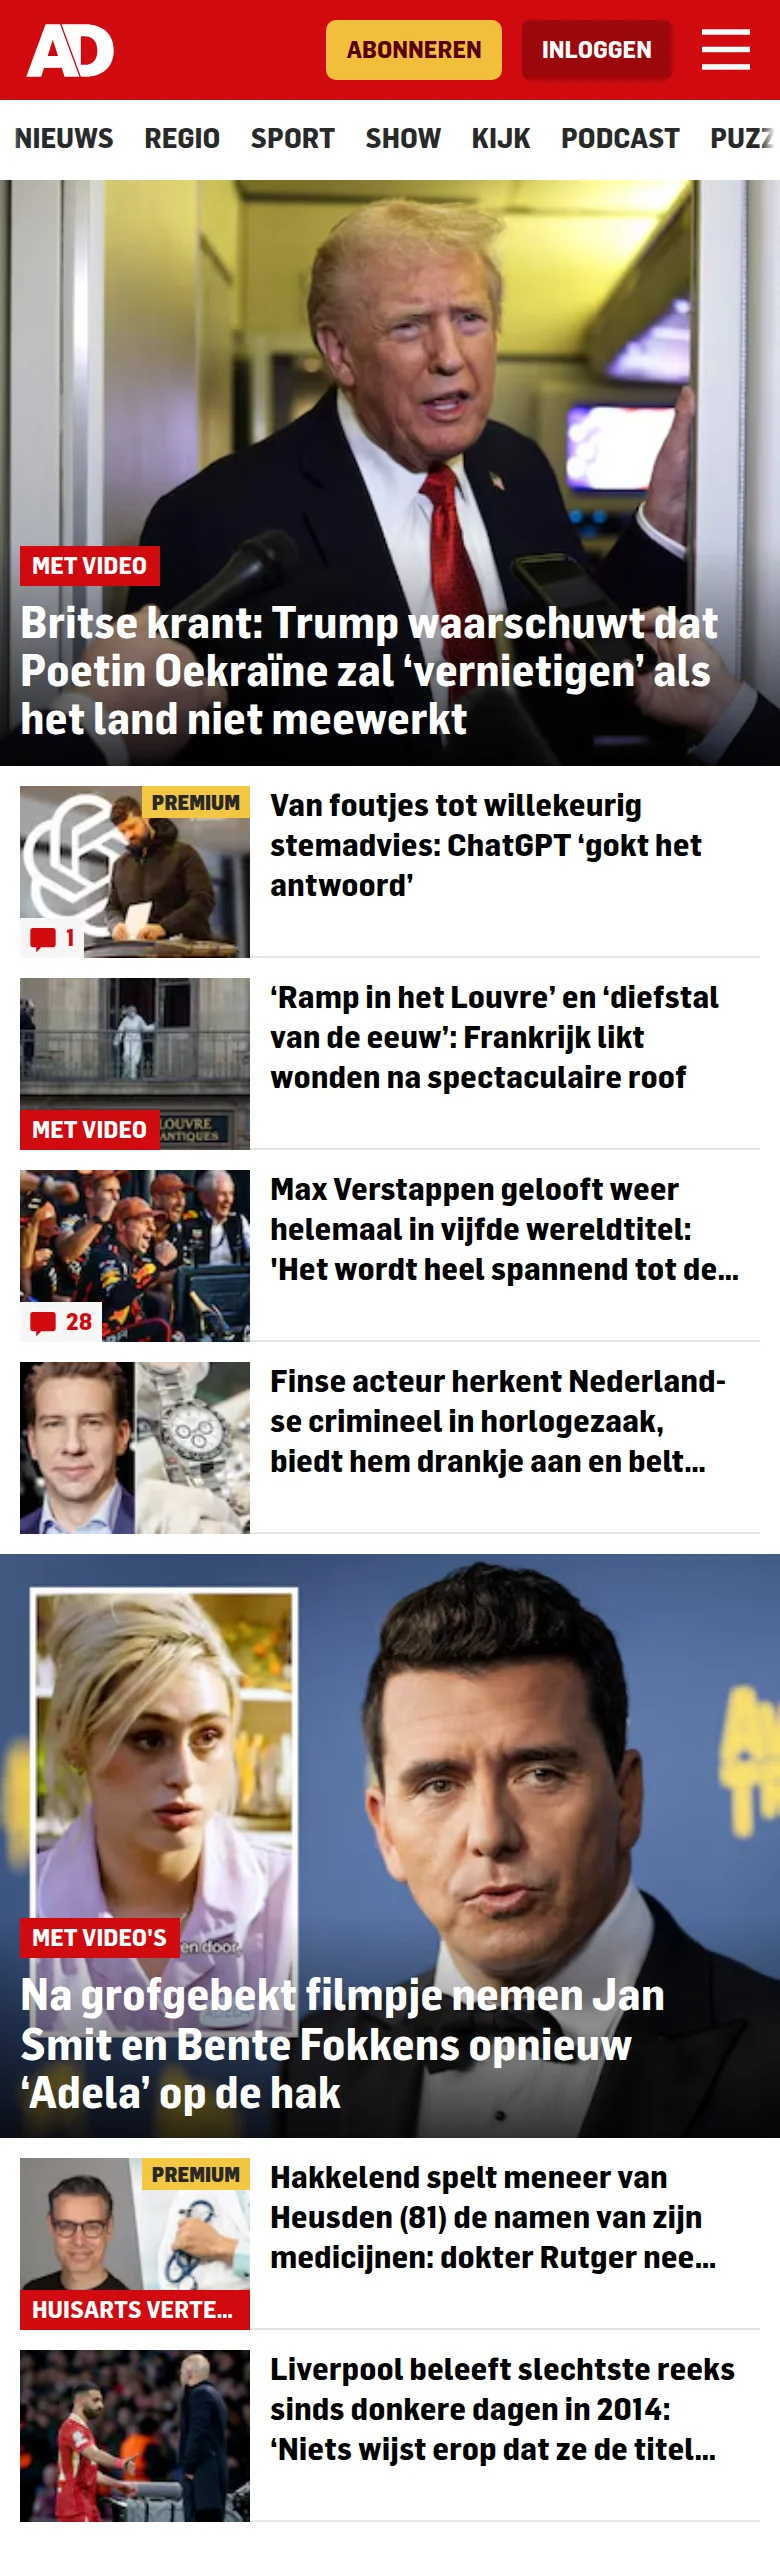 AD
ABONNEREN
INLOGGEN
NIEUWS REGIO SPORT SHOW KIJK PODCAST PUZZ
MET VIDEO
Britse krant: Trump waarschuwt dat
Poetin Oekraïne zal ‘vernietigen’ als
het land niet meewerkt
PREMIUM
1
Van foutjes tot willekeurig
stemadvies: ChatGPT ‘gokt het
antwoord’
LOUVRE
ANTIQUES
MET VIDEO
‘Ramp in het Louvre’ en ‘diefstal
van de eeuw’: Frankrijk likt
wonden na spectaculaire roof
28
Max Verstappen gelooft weer
helemaal in vijfde wereldtitel:
'Het wordt heel spannend tot de...
Finse acteur herkent Nederland-
se crimineel in horlogezaak,
biedt hem drankje aan en belt...
en door.
MET VIDEO'S
Na grofgebekt filmpje nemen Jan
Smit en Bente Fokkens opnieuw
‘Adela’ op de hak
PREMIUM
HUISARTS VERTE...
Hakkelend spelt meneer van
Heusden (81) de namen van zijn
medicijnen: dokter Rutger nee...
Liverpool beleeft slechtste reeks
sinds donkere dagen in 2014:
‘Niets wijst erop dat ze de titel...